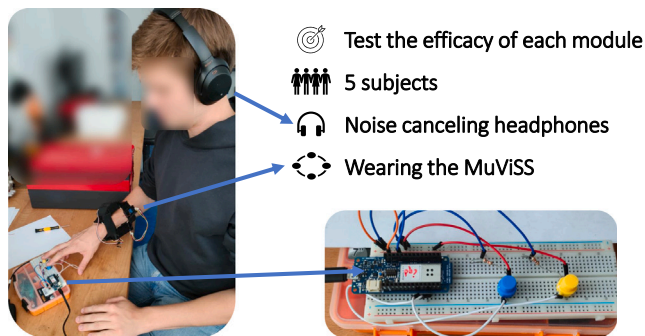 Test the efficacy of each module
5 subjects
Noise canceling headphones
Wearing the MuViSS